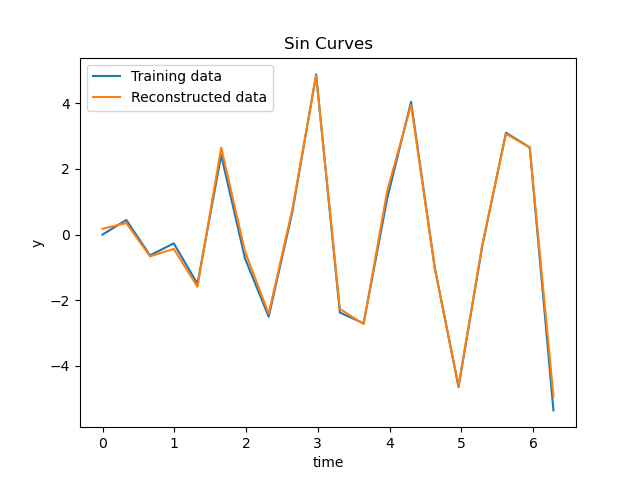 Sin Curves
Training data
Reconstructed data
4
2
0
−2
−4
y
0 1 2 3 4 5 6
time